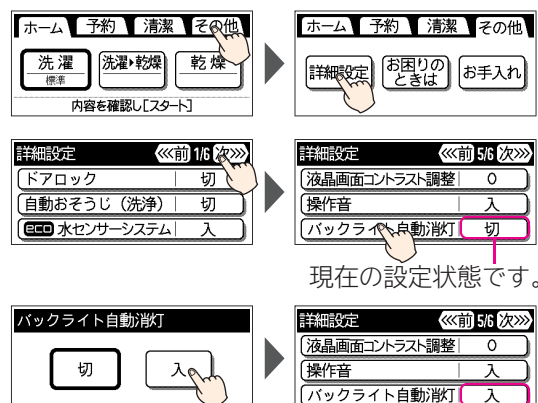 ホーム 予約 清潔 その他
洗濯 標準 洗濯▶乾燥 乾燥
内容を確認し[スタート]
ホーム 予約 清潔 その他
詳細設定 お困りのときは お手入れ
詳細設定 前 1/6 次
ドアロック 切
自動おそうじ（洗浄） 切
eco 水センサーシステム 入
詳細設定 前 5/6 次
液晶画面コントラスト調整 0
操作音 入
バックライト自動消灯 切
現在の設定状態です。
バックライト自動消灯
切 入
詳細設定 前 5/6 次
液晶画面コントラスト調整 0
操作音 入
バックライト自動消灯 入